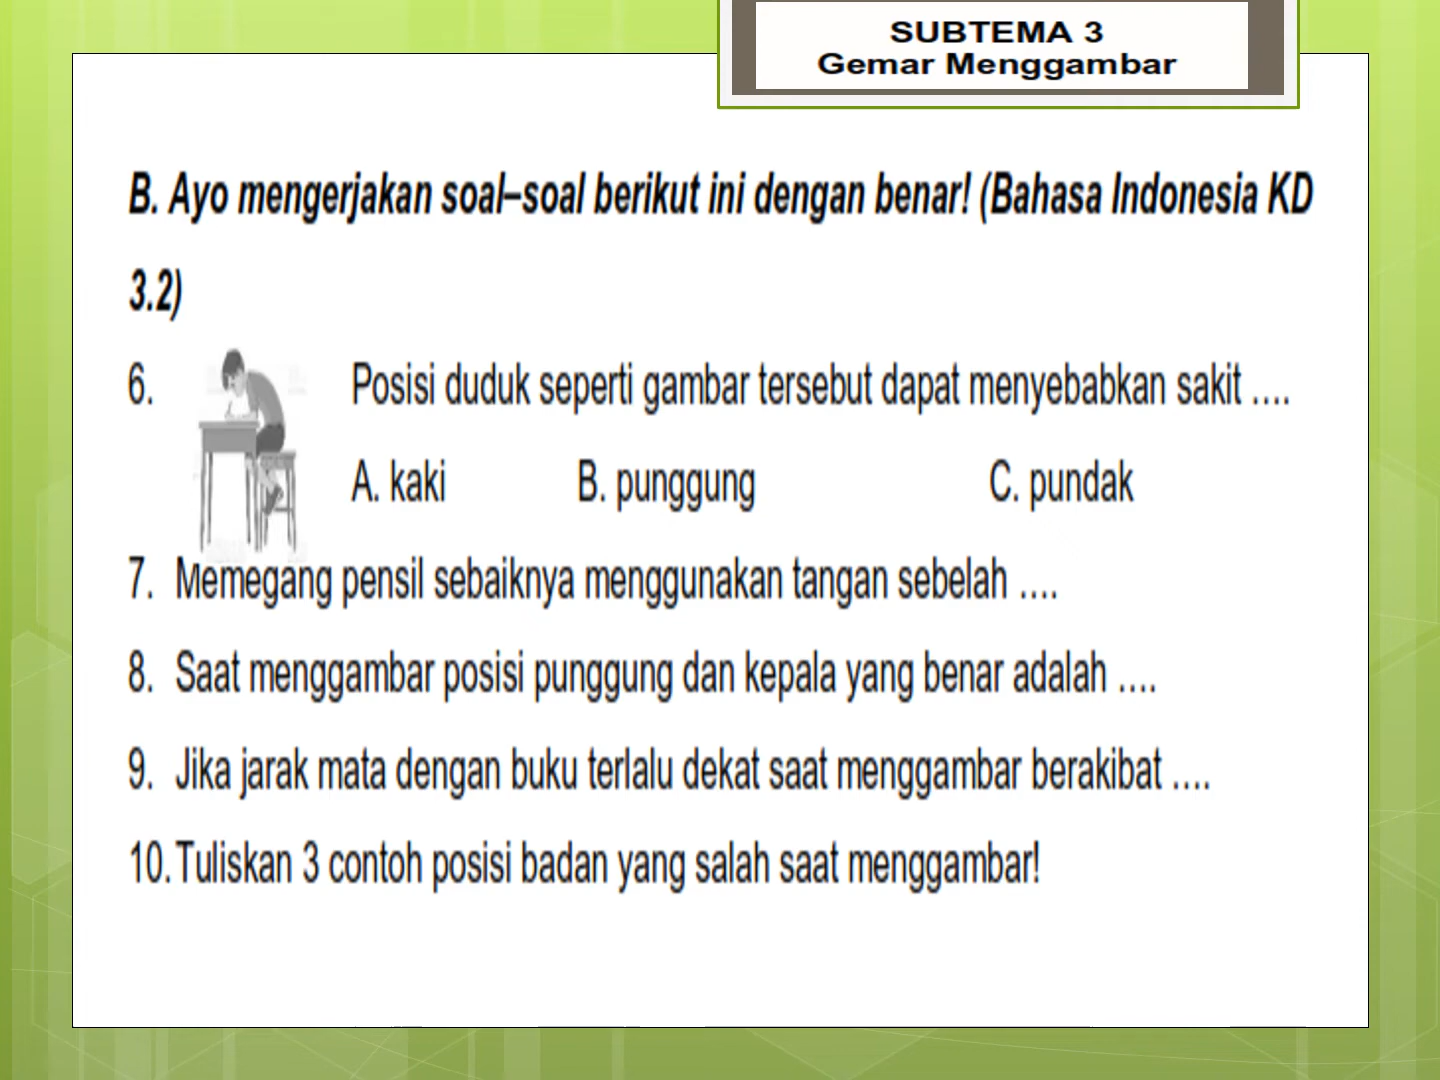 SUBTEMA 3
Gemar Menggambar
B. Ayo mengerjakan soal–soal berikut ini dengan benar! (Bahasa Indonesia KD
3.2)
6. Posisi duduk seperti gambar tersebut dapat menyebabkan sakit ....
A. kaki B. punggung C. pundak
7. Memegang pensil sebaiknya menggunakan tangan sebelah ....
8. Saat menggambar posisi punggung dan kepala yang benar adalah ....
9. Jika jarak mata dengan buku terlalu dekat saat menggambar berakibat ....
10. Tuliskan 3 contoh posisi badan yang salah saat menggambar!